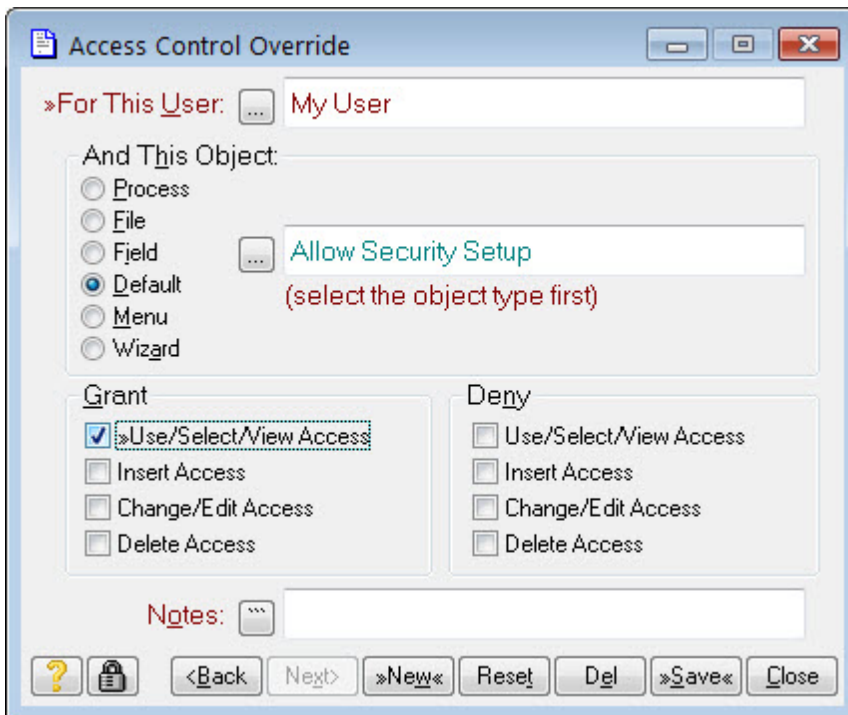 Access Control Override
»For This User: ... My User
And This Object:
Process
File
Field
... Allow Security Setup
Default
(select the object type first)
Menu
Wizard
Grant
»Use/Select/View Access
Insert Access
Change/Edit Access
Delete Access
Deny
Use/Select/View Access
Insert Access
Change/Edit Access
Delete Access
Notes:
? <Back Next> »New« Reset Del »Save« Close